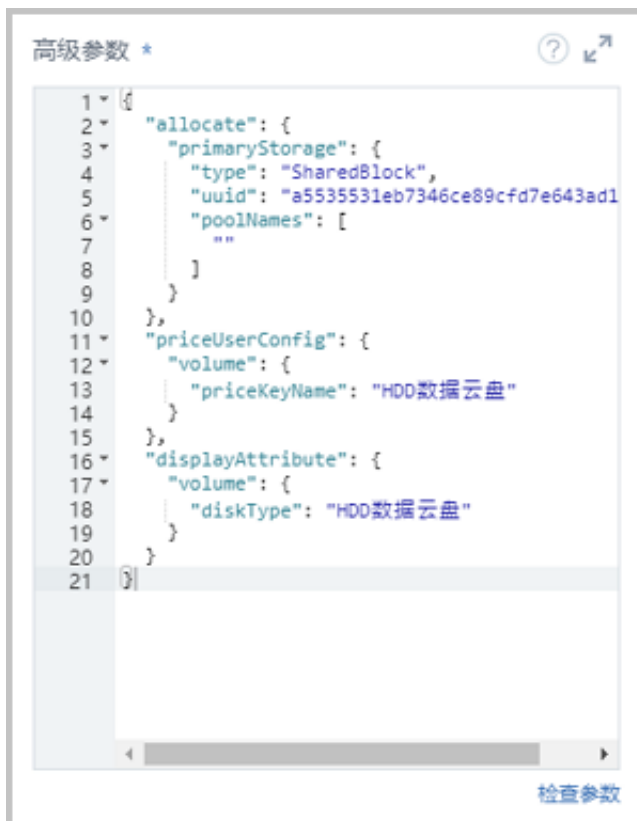 高级参数 *
1 {
2 "allocate": {
3 "primaryStorage": {
4 "type": "SharedBlock",
5 "uuid": "a5535531eb7346ce89cfd7e643ad1
6 "poolNames": [
7 ""
8 ]
9 }
10 },
11 "priceUserConfig": {
12 "volume": {
13 "priceKeyName": "HDD数据云盘"
14 }
15 },
16 "displayAttribute": {
17 "volume": {
18 "diskType": "HDD数据云盘"
19 }
20 }
21 }
检查参数